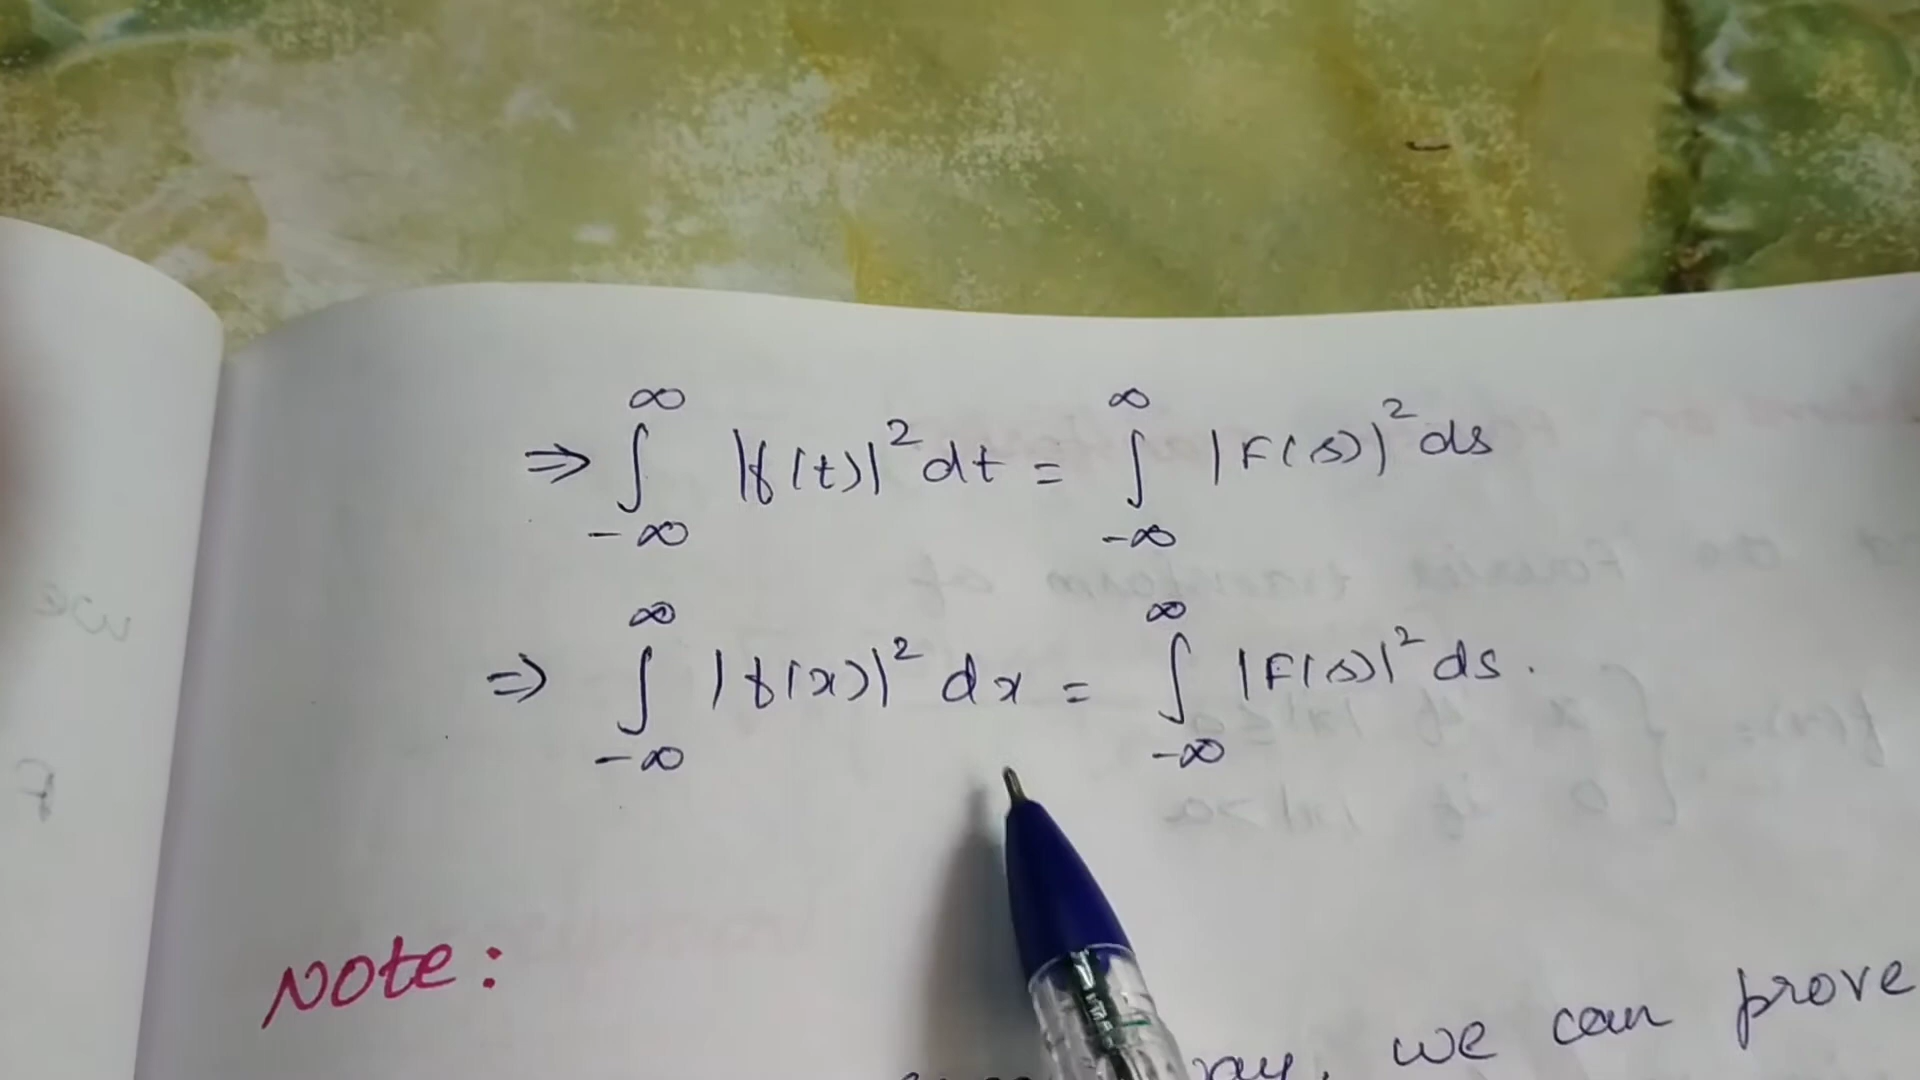 ⇒ ∫_{-∞}^{∞} |f(t)|² dt = ∫_{-∞}^{∞} |F(s)|² ds
⇒ ∫_{-∞}^{∞} |f(x)|² dx = ∫_{-∞}^{∞} |F(s)|² ds.
Note:
we can prove